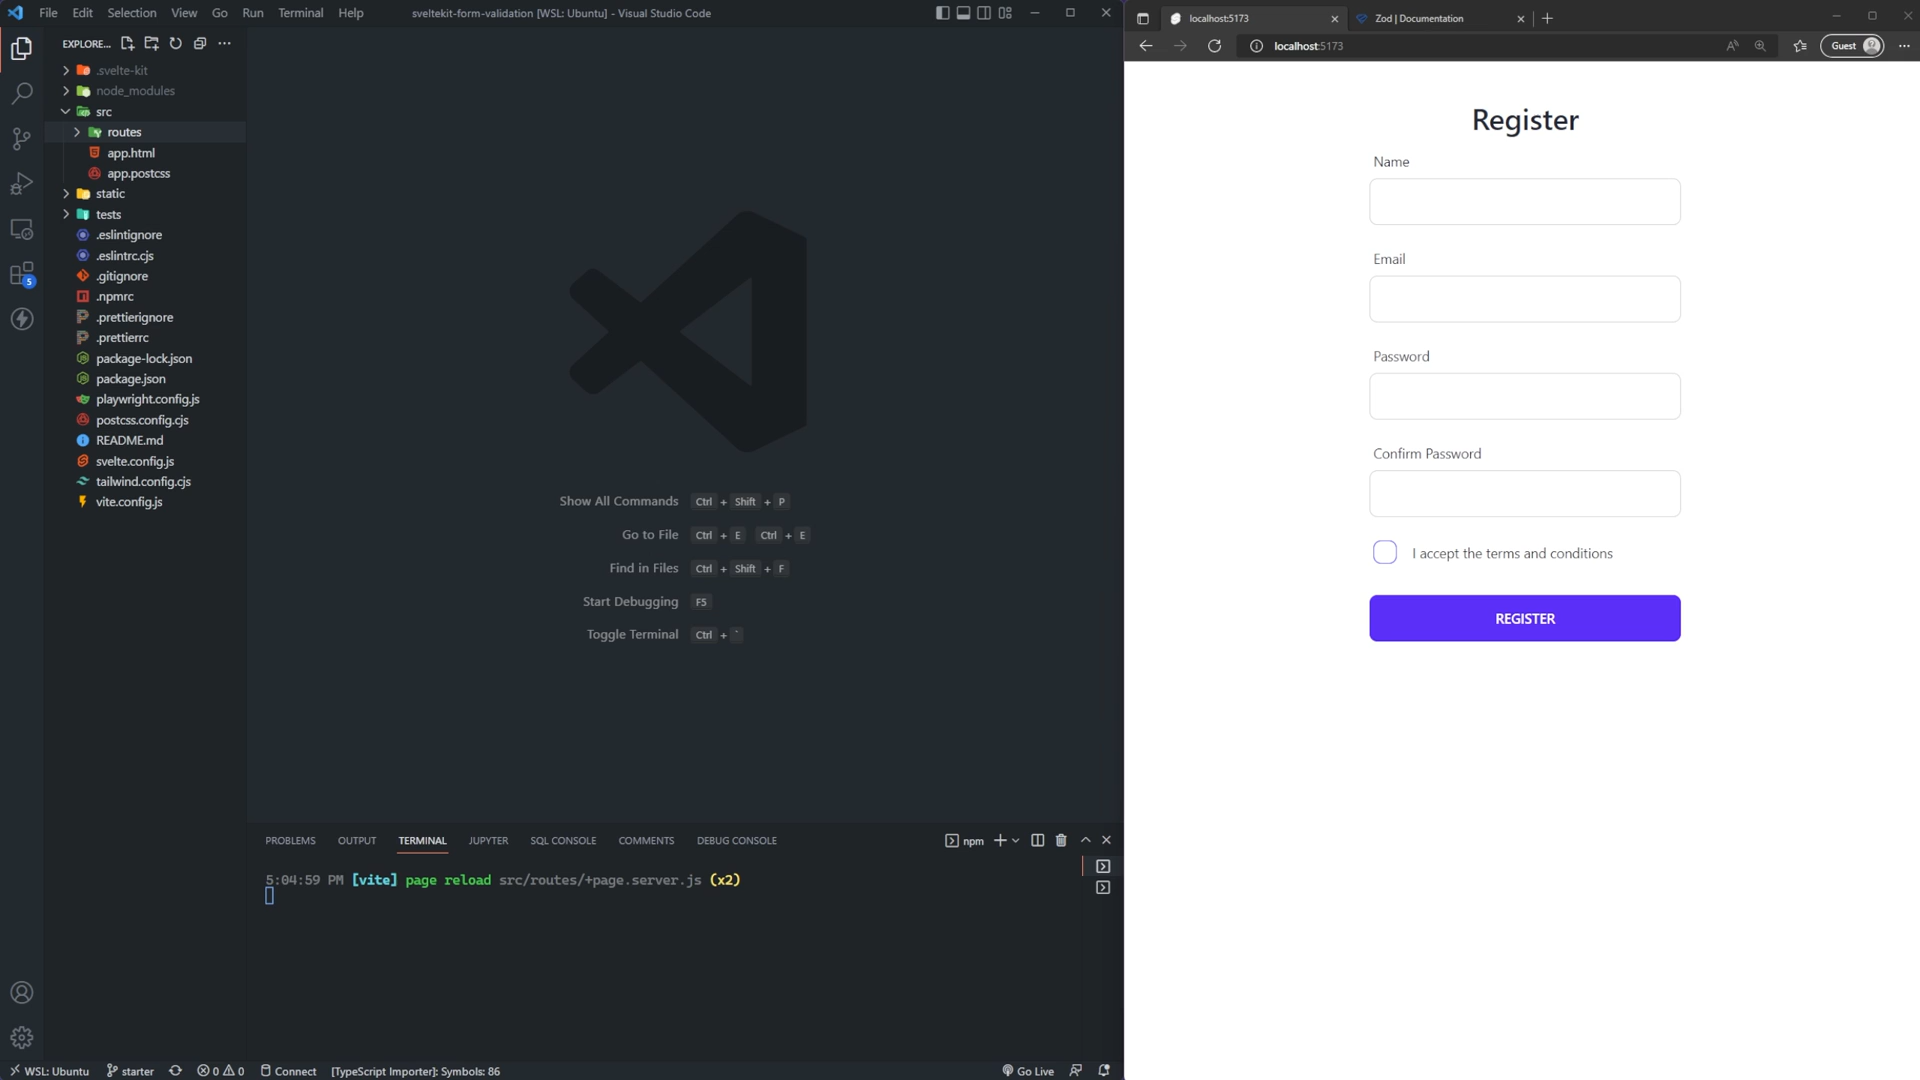 File Edit Selection View Go Run Terminal Help
sveltekit-form-validation [WSL: Ubuntu] - Visual Studio Code
EXPLORE...
.svelte-kit
node_modules
src
routes
app.html
app.postcss
static
tests
.eslintignore
.eslintrc.cjs
.gitignore
.npmrc
.prettierignore
.prettierrc
package-lock.json
package.json
playwright.config.js
postcss.config.cjs
README.md
svelte.config.js
tailwind.config.cjs
vite.config.js
5
Show All Commands Ctrl + Shift + P
Go to File Ctrl + E Ctrl + E
Find in Files Ctrl + Shift + F
Start Debugging F5
Toggle Terminal Ctrl + `
PROBLEMS OUTPUT TERMINAL JUPYTER SQL CONSOLE COMMENTS DEBUG CONSOLE
npm
5:04:59 PM [vite] page reload src/routes/+page.server.js (x2)
WSL: Ubuntu starter 0 0 Connect [TypeScript Importer]: Symbols: 86
Go Live
localhost:5173
Zod | Documentation
localhost:5173
Guest
Register
Name
Email
Password
Confirm Password
I accept the terms and conditions
REGISTER